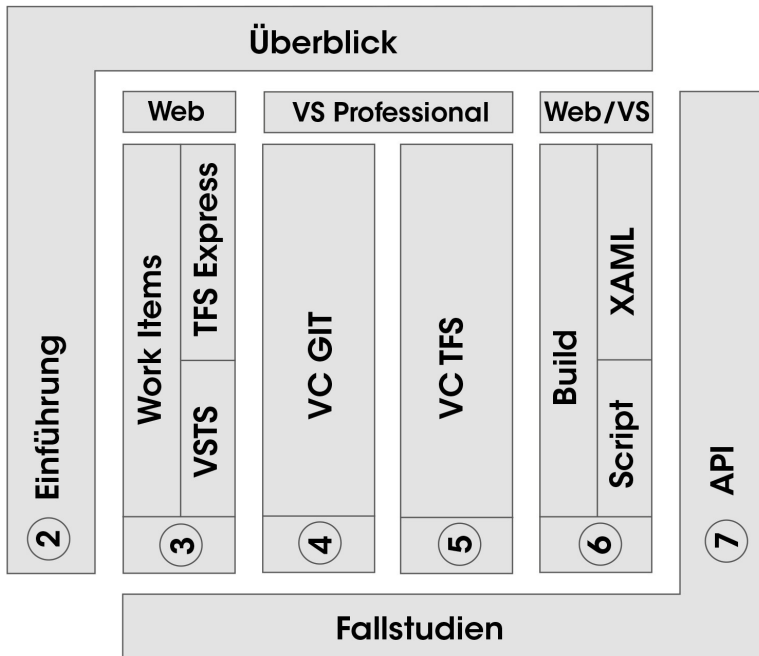 Überblick
Web
VS Professional
Web/VS
② Einführung
Work Items
TFS Express
VSTS
③
VC GIT
④
VC TFS
⑤
Build
XAML
Script
⑥
⑦ API
Fallstudien